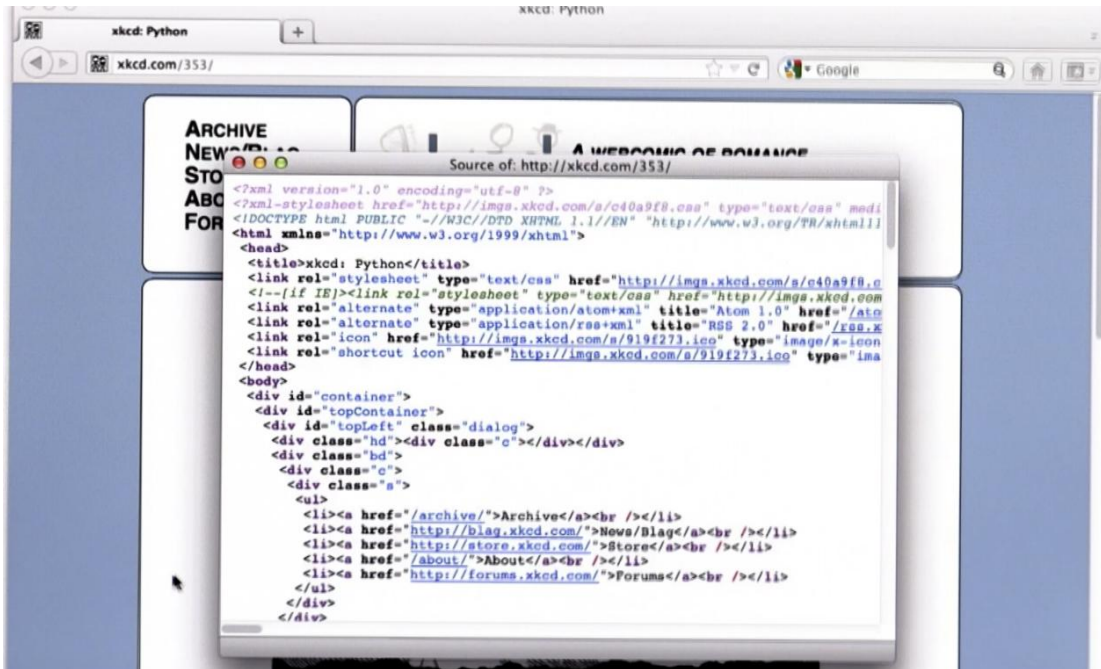 xkcd: Python
xkcd: Python
+
xkcd.com/353/
Google
ARCHIVE
A WEBCOMIC OF ROMANCE
Source of: http://xkcd.com/353/
<?xml version="1.0" encoding="utf-8" ?>
<?xml-stylesheet href="http://imgs.xkcd.com/s/c40a9f8.css" type="text/css" medi
<!DOCTYPE html PUBLIC "-//W3C//DTD XHTML 1.1//EN" "http://www.w3.org/TR/xhtml11
<html xmlns="http://www.w3.org/1999/xhtml">
<head>
<title>xkcd: Python</title>
<link rel="stylesheet" type="text/css" href="http://imgs.xkcd.com/s/c40a9f8.c
<!--[if IE]><link rel="stylesheet" type="text/css" href="http://imgs.xkcd.com
<link rel="alternate" type="application/atom+xml" title="Atom 1.0" href="/ato
<link rel="alternate" type="application/rss+xml" title="RSS 2.0" href="/rss.x
<link rel="icon" href="http://imgs.xkcd.com/s/919f273.ico" type="image/x-icon
<link rel="shortcut icon" href="http://imgs.xkcd.com/s/919f273.ico" type="ima
</head>
<body>
<div id="container">
<div id="topContainer">
<div id="topLeft" class="dialog">
<div class="hd"><div class="c"></div></div>
<div class="bd">
<div class="c">
<div class="s">
<ul>
<li><a href="/archive/">Archive</a><br /></li>
<li><a href="http://blag.xkcd.com/">News/Blag</a><br /></li>
<li><a href="http://store.xkcd.com/">Store</a><br /></li>
<li><a href="/about/">About</a><br /></li>
<li><a href="http://forums.xkcd.com/">Forums</a><br /></li>
</ul>
</div>
</div>